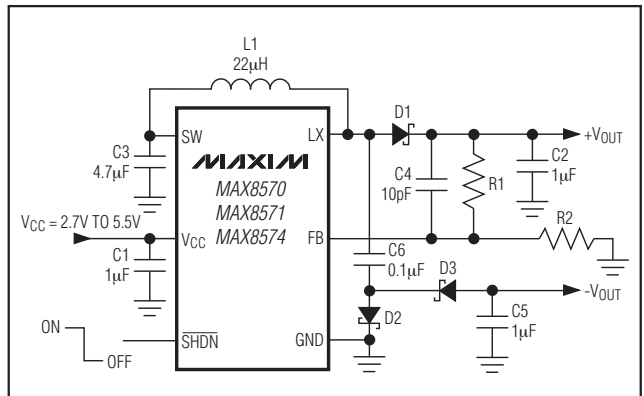 L1
22μH
SW
LX
D1
+VOUT
C3
4.7μF
MAXIM
MAX8570
MAX8571
MAX8574
C4
10pF
R1
C2
1μF
VCC = 2.7V TO 5.5V
VCC
FB
R2
C1
1μF
C6
0.1μF
D3
-VOUT
D2
C5
1μF
ON
OFF
SHDN
GND